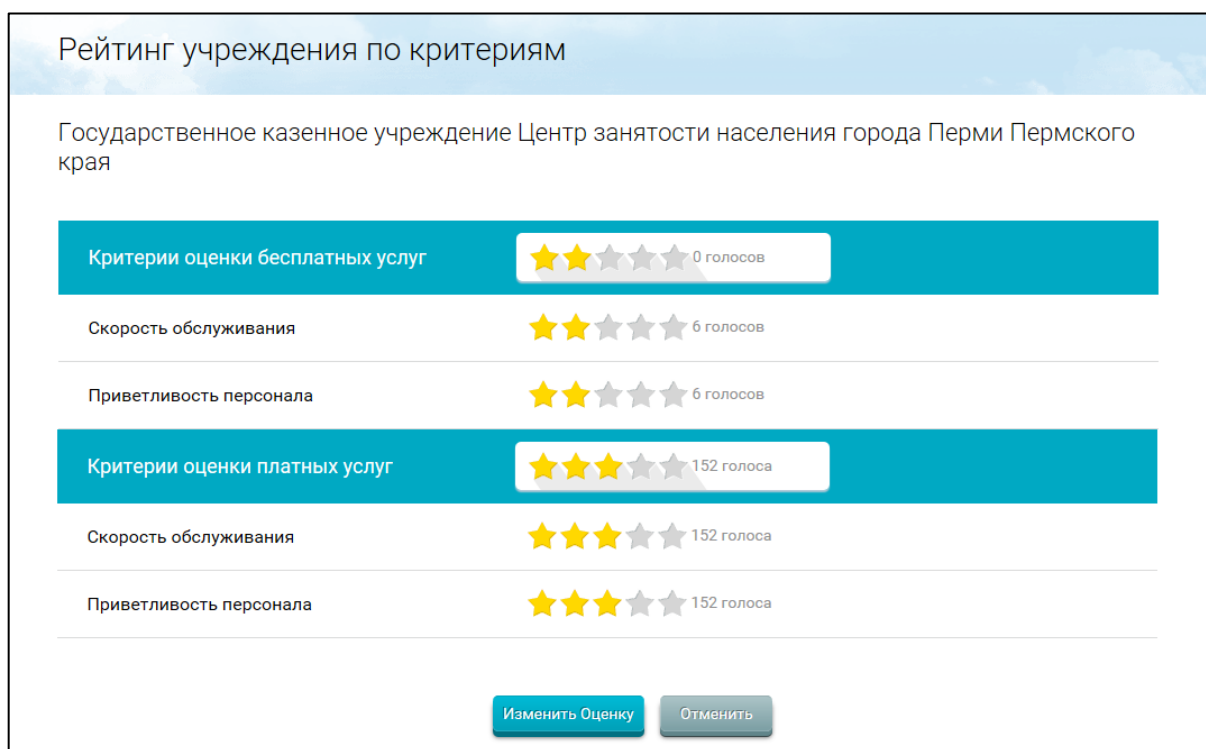 Рейтинг учреждения по критериям
Государственное казенное учреждение Центр занятости населения города Перми Пермского
края
Критерии оценки бесплатных услуг 0 голосов
Скорость обслуживания 6 голосов
Приветливость персонала 6 голосов
Критерии оценки платных услуг 152 голоса
Скорость обслуживания 152 голоса
Приветливость персонала 152 голоса
Изменить Оценку Отменить